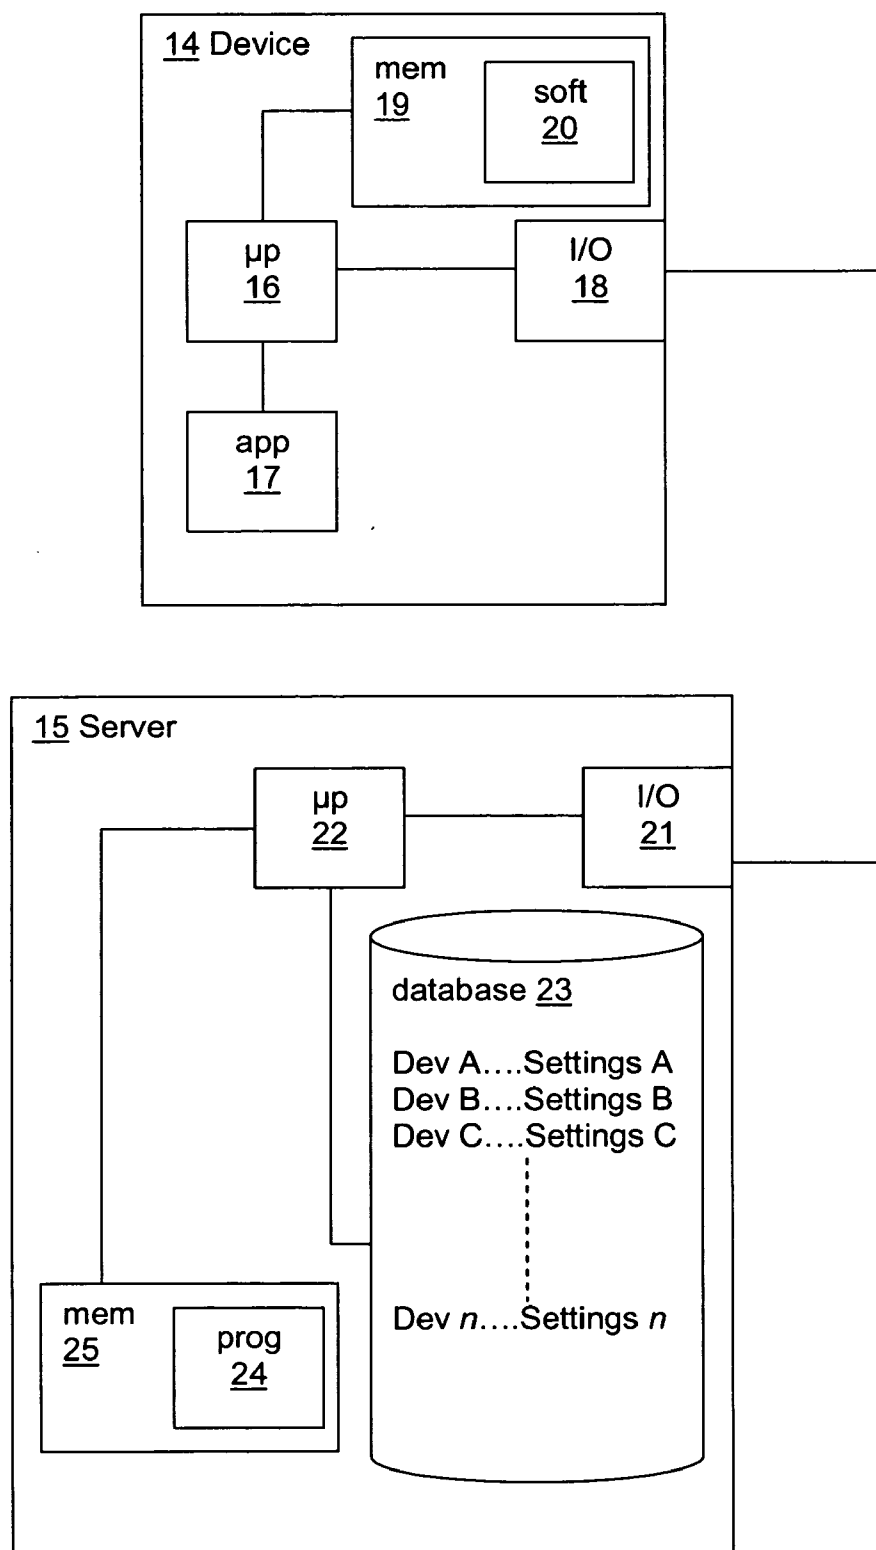 14 Device
mem
19
soft
20
µp
16
I/O
18
app
17
15 Server
µp
22
I/O
21
database 23
Dev A....Settings A
Dev B....Settings B
Dev C....Settings C
Dev n....Settings n
mem
25
prog
24